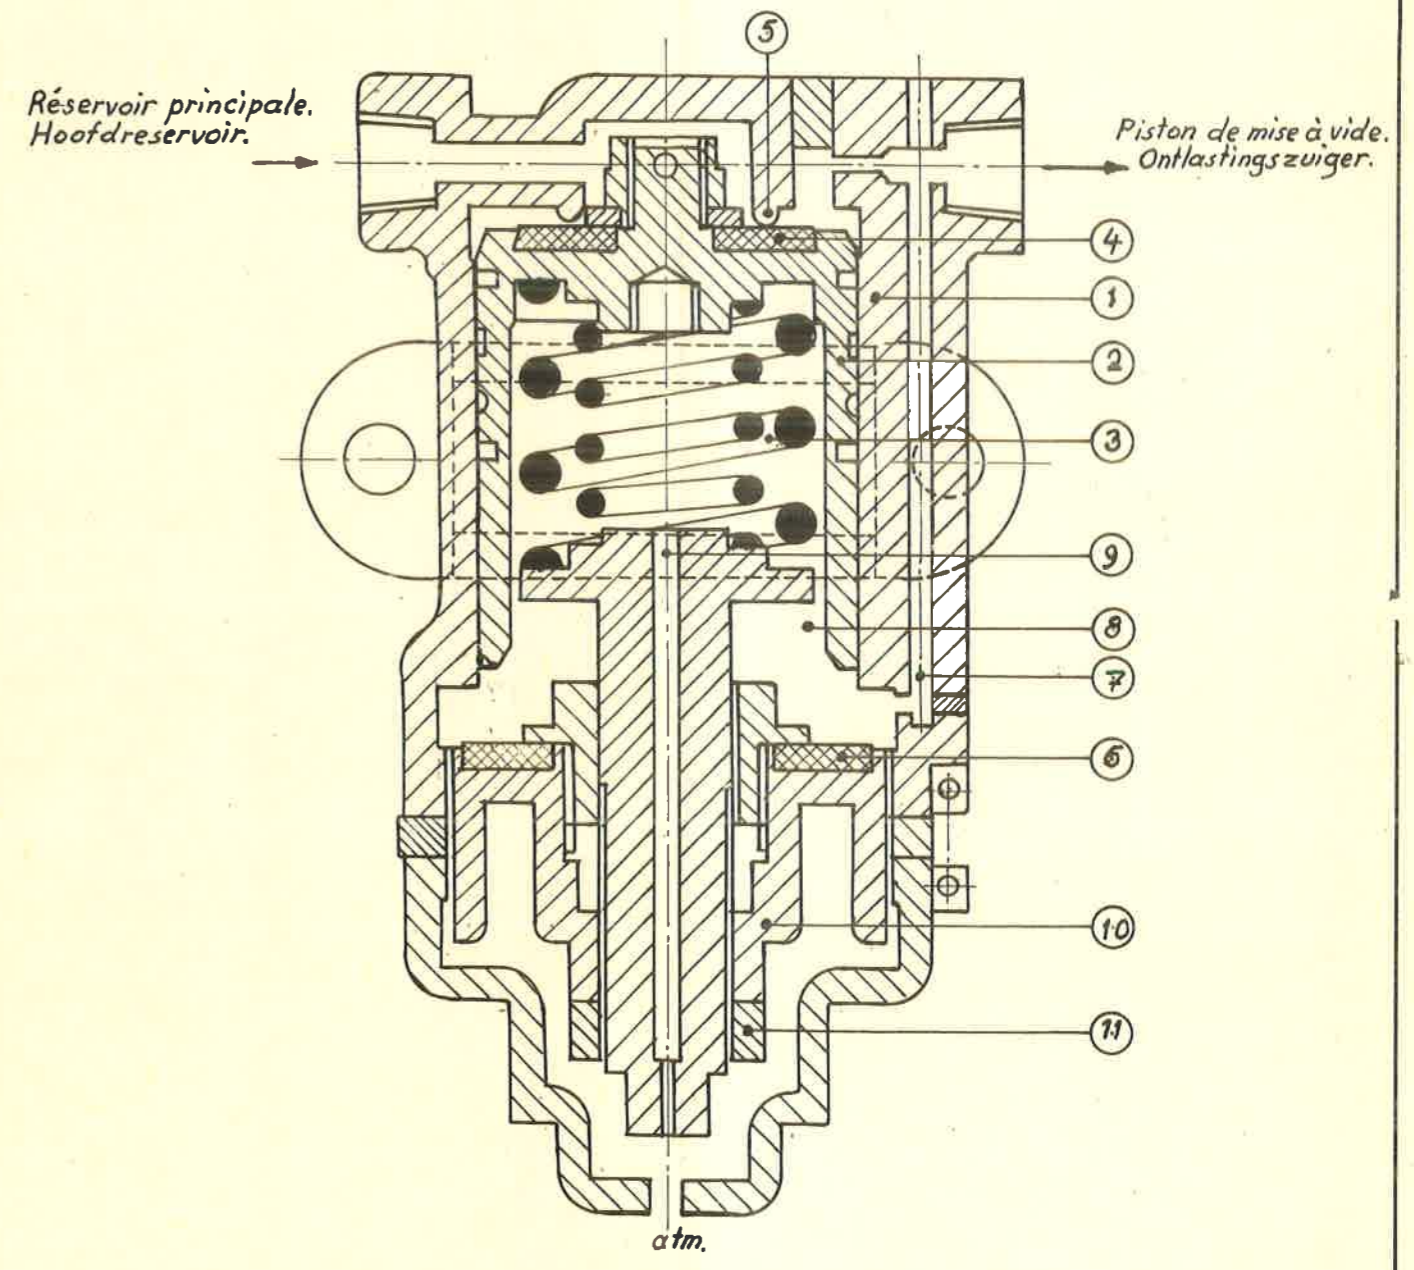 5
Réservoir principale.
Hoofdreservoir.
Piston de mise à vide.
Ontlastingszuiger.
4
1
2
3
9
8
7
6
10
11
atm.